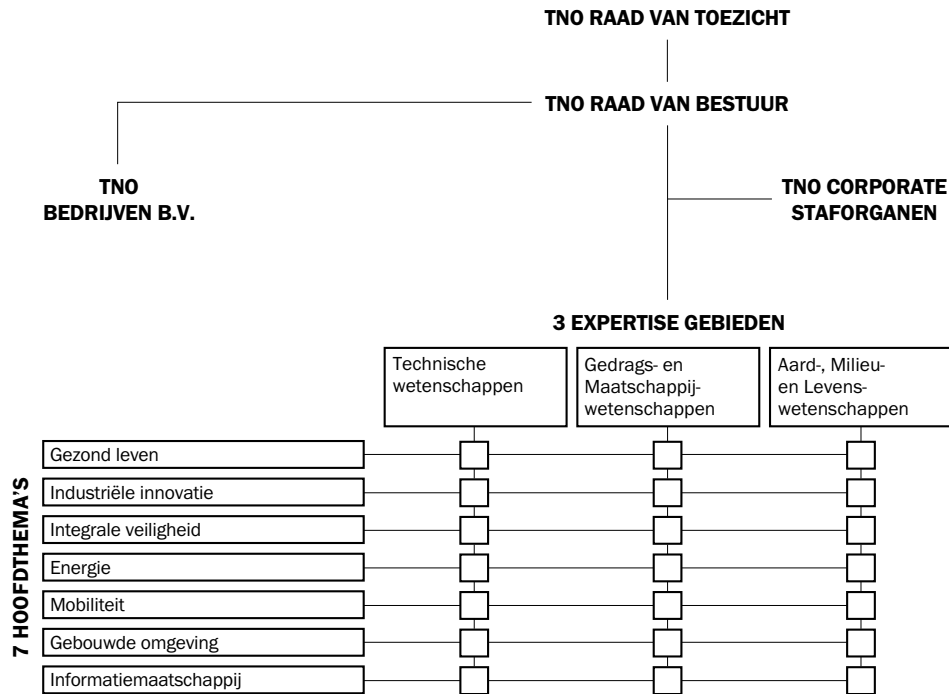 TNO RAAD VAN TOEZICHT
TNO RAAD VAN BESTUUR
TNO
BEDRIJVEN B.V.
TNO CORPORATE
STAFORGANEN
3 EXPERTISE GEBIEDEN
Technische
wetenschappen
Gedrags- en
Maatschappij-
wetenschappen
Aard-, Milieu-
en Levens-
wetenschappen
7 HOOFDTHEMA'S
Gezond leven
Industriële innovatie
Integrale veiligheid
Energie
Mobiliteit
Gebouwde omgeving
Informatiemaatschappij